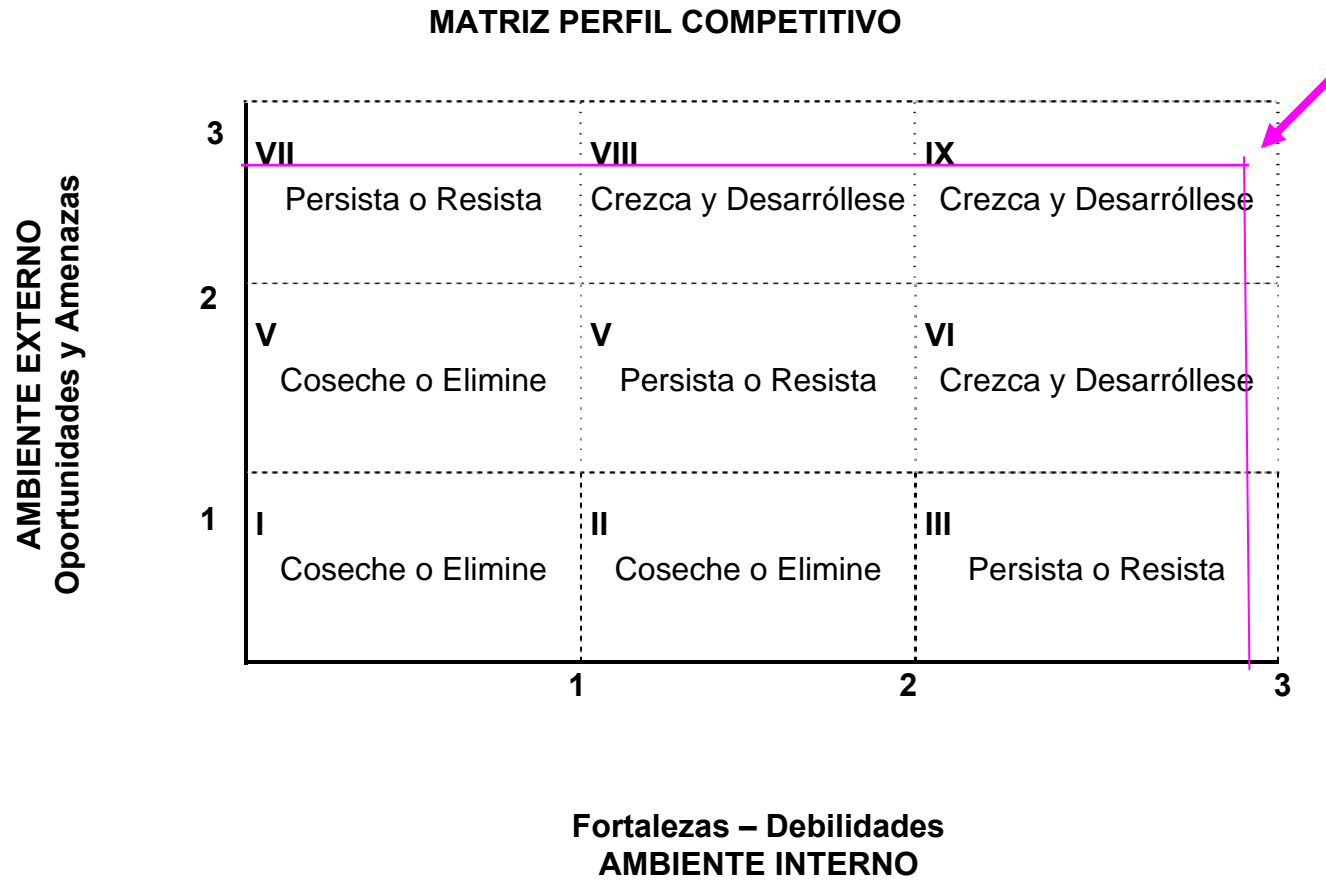 MATRIZ PERFIL COMPETITIVO
AMBIENTE EXTERNO
Oportunidades y Amenazas
3
VII
VIII
IX
Persista o Resista
Crezca y Desarróllese
Crezca y Desarróllese
2
V
V
VI
Coseche o Elimine
Persista o Resista
Crezca y Desarróllese
1
I
II
III
Coseche o Elimine
Coseche o Elimine
Persista o Resista
1
2
3
Fortalezas – Debilidades
AMBIENTE INTERNO